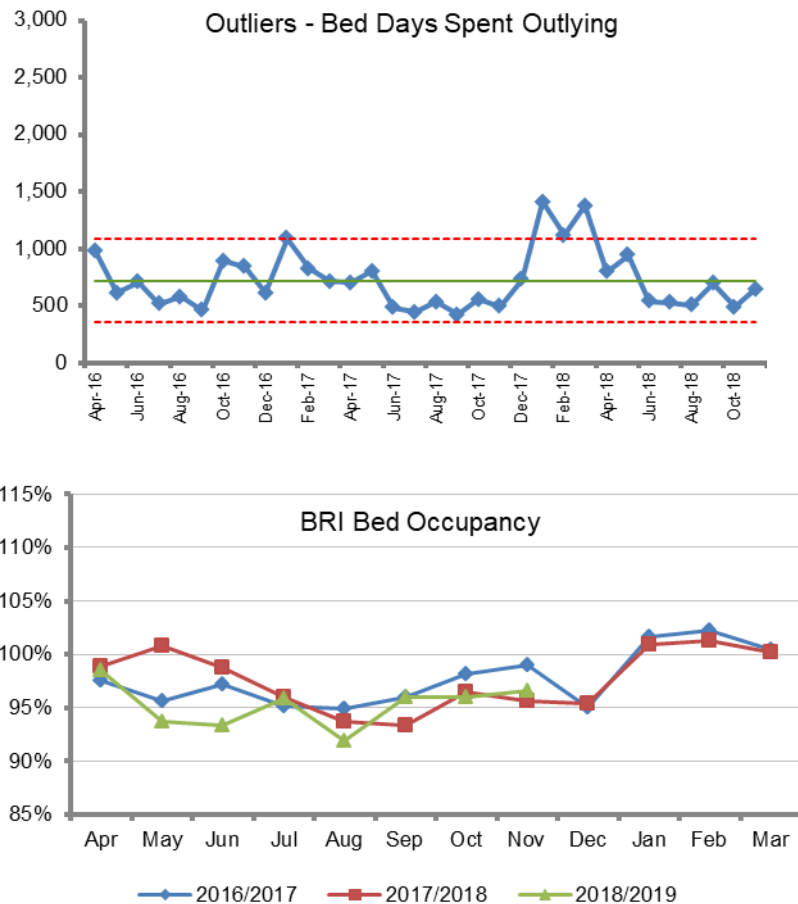 Outliers - Bed Days Spent Outlying
3,000
2,500
2,000
1,500
1,000
500
0
Apr-16
Jun-16
Aug-16
Oct-16
Dec-16
Feb-17
Apr-17
Jun-17
Aug-17
Oct-17
Dec-17
Feb-18
Apr-18
Jun-18
Aug-18
Oct-18
BRI Bed Occupancy
115%
110%
105%
100%
95%
90%
85%
Apr May Jun Jul Aug Sep Oct Nov Dec Jan Feb Mar
2016/2017 2017/2018 2018/2019